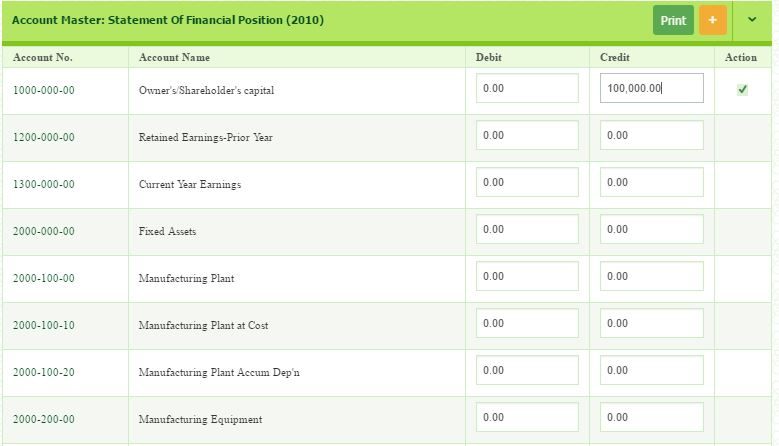 Account Master: Statement Of Financial Position (2010) Print +
Account No. Account Name Debit Credit Action
1000-000-00 Owner's/Shareholder's capital 0.00 100,000.00
1200-000-00 Retained Earnings-Prior Year 0.00 0.00
1300-000-00 Current Year Earnings 0.00 0.00
2000-000-00 Fixed Assets 0.00 0.00
2000-100-00 Manufacturing Plant 0.00 0.00
2000-100-10 Manufacturing Plant at Cost 0.00 0.00
2000-100-20 Manufacturing Plant Accum Dep'n 0.00 0.00
2000-200-00 Manufacturing Equipment 0.00 0.00